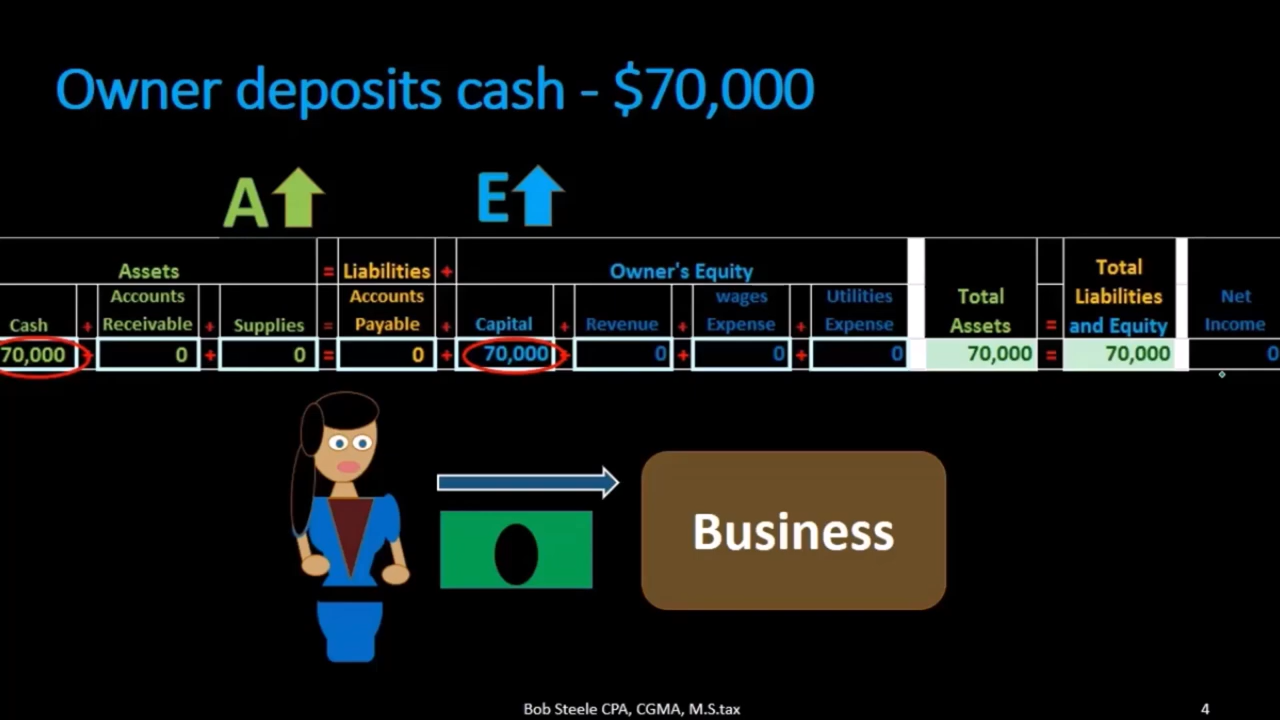 Owner deposits cash - $70,000
A E
Assets = Liabilities + Owner's Equity
Cash + Accounts Receivable + Supplies = Accounts Payable + Capital + Revenue + wages Expense + Utilities Expense Total Assets = Total Liabilities and Equity Net Income
70,000 + 0 + 0 = 0 + 70,000 + 0 + 0 + 0 70,000 = 70,000 0
Business
Bob Steele CPA, CGMA, M.S.tax 4